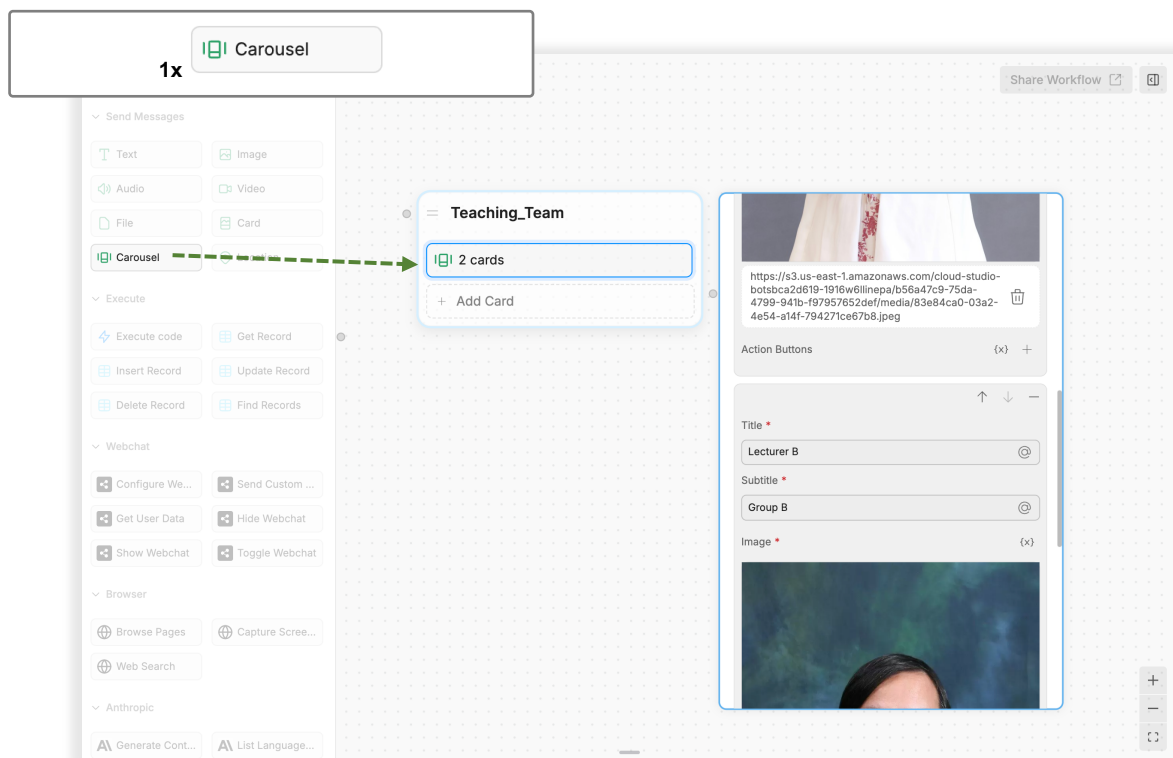 Carousel
1x
Share Workflow
Send Messages
Text
Image
Audio
Video
File
Card
Carousel
Execute
Execute code
Get Record
Insert Record
Update Record
Delete Record
Find Records
Webchat
Configure We...
Send Custom ...
Get User Data
Hide Webchat
Show Webchat
Toggle Webchat
Browser
Browse Pages
Capture Scree...
Web Search
Anthropic
Generate Cont...
List Language...
Teaching_Team
2 cards
+ Add Card
https://s3.us-east-1.amazonaws.com/cloud-studio-
botsbca2d619-1916w6llinepa/b56a47c9-75da-
4799-941b-f97957652def/media/83e84ca0-03a2-
4e54-a14f-794271ce67b8.jpeg
Action Buttons {x} +
Title *
Lecturer B @
Subtitle *
Group B @
Image * {x}